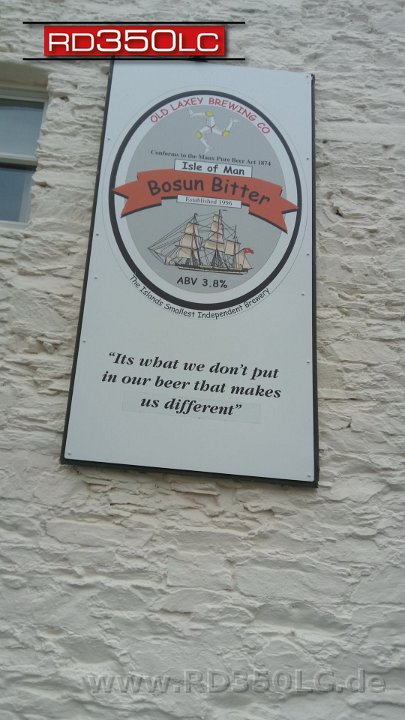 RD350LC
OLD LAXEY BREWING CO
Conforms to the Manx Pure Beer Act 1874
Isle of Man
Bosun Bitter
Established 1996
ABV 3.8%
The Islands Smallest Independent Brewery
"Its what we don't put
in our beer that makes
us different"
www.RD350LC.de